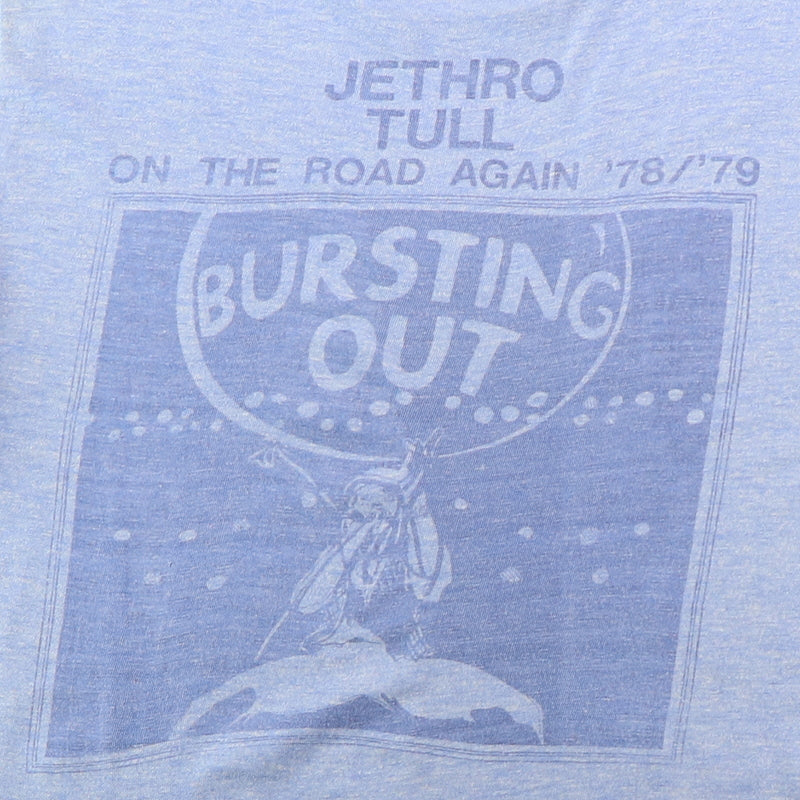 JETHRO
TULL
ON THE ROAD AGAIN '78/'79
BURSTING
OUT